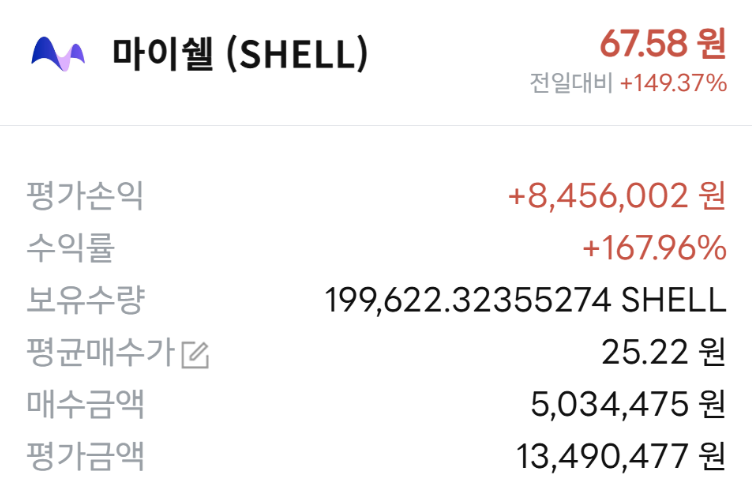 마이쉘 (SHELL)
67.58 원
전일대비 +149.37%
평가손익 +8,456,002 원
수익률 +167.96%
보유수량 199,622.32355274 SHELL
평균매수가 25.22 원
매수금액 5,034,475 원
평가금액 13,490,477 원